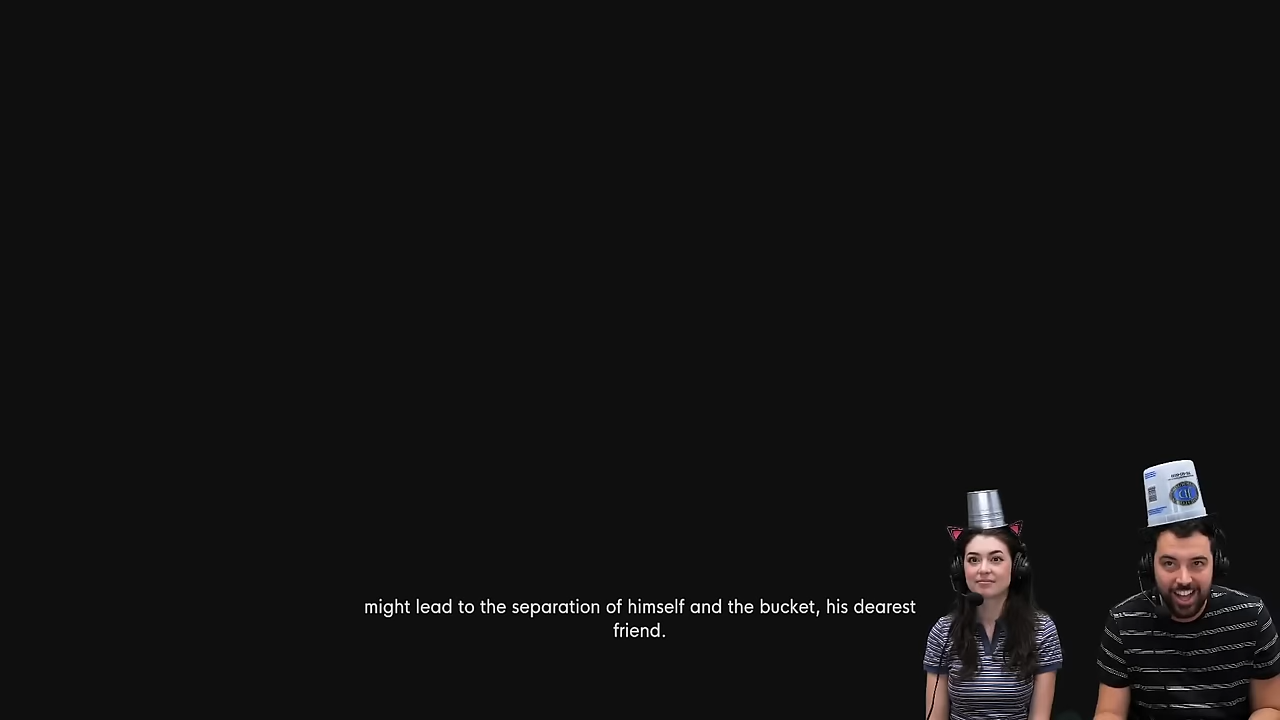 might lead to the separation of himself and the bucket, his dearest
friend.